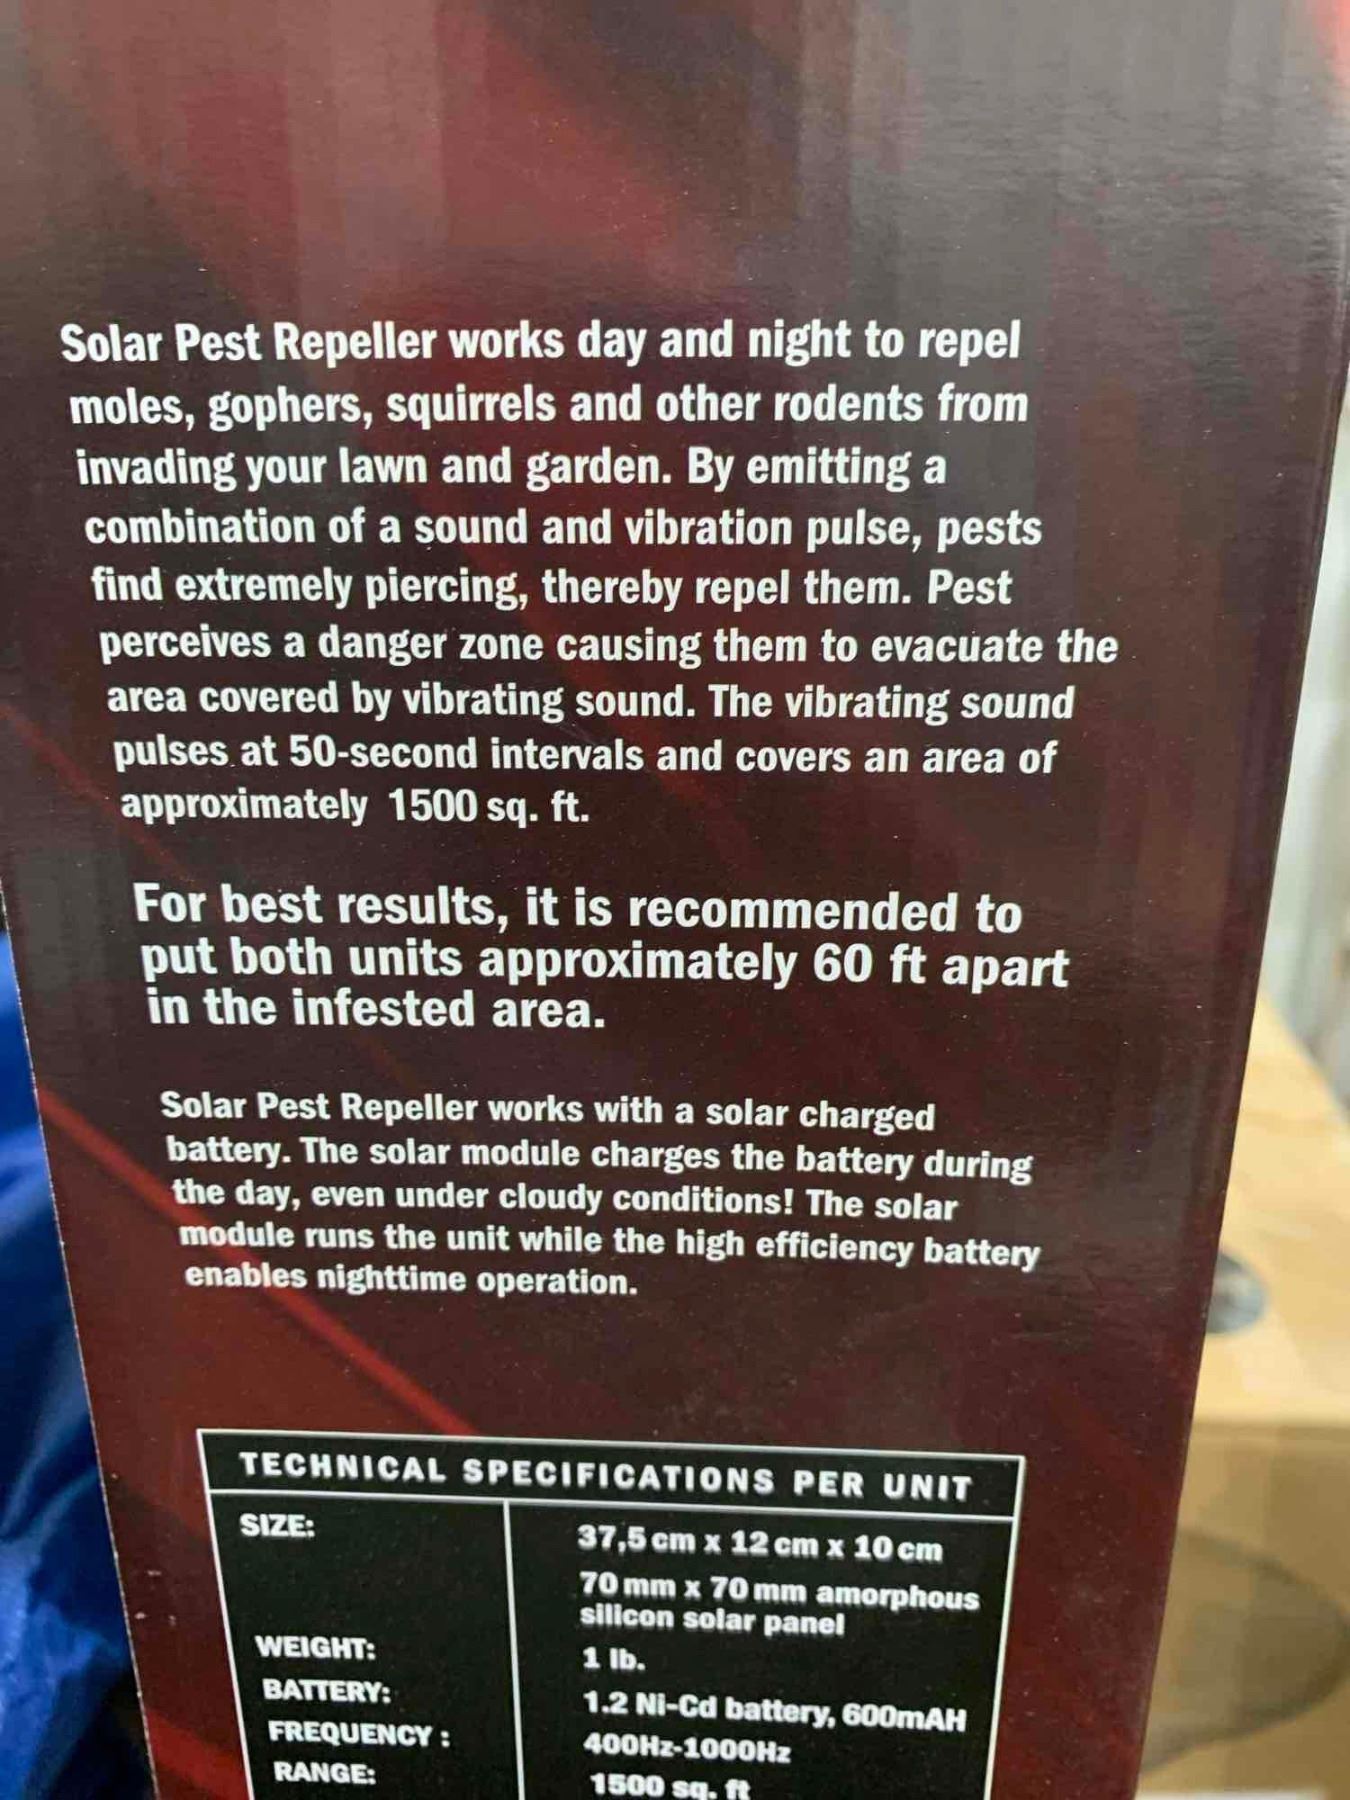 Solar Pest Repeller works day and night to repel
moles, gophers, squirrels and other rodents from
invading your lawn and garden. By emitting a
combination of a sound and vibration pulse, pests
find extremely piercing, thereby repel them. Pest
perceives a danger zone causing them to evacuate the
area covered by vibrating sound. The vibrating sound
pulses at 50-second intervals and covers an area of
approximately 1500 sq. ft.
For best results, it is recommended to
put both units approximately 60 ft apart
in the infested area.
Solar Pest Repeller works with a solar charged
battery. The solar module charges the battery during
the day, even under cloudy conditions! The solar
module runs the unit while the high efficiency battery
enables nighttime operation.
TECHNICAL SPECIFICATIONS PER UNIT
SIZE: 37,5 cm x 12 cm x 10 cm
70 mm x 70 mm amorphous
silicon solar panel
WEIGHT: 1 lb.
BATTERY: 1.2 Ni-Cd battery, 600mAH
FREQUENCY : 400Hz-1000Hz
RANGE: 1500 sq. ft